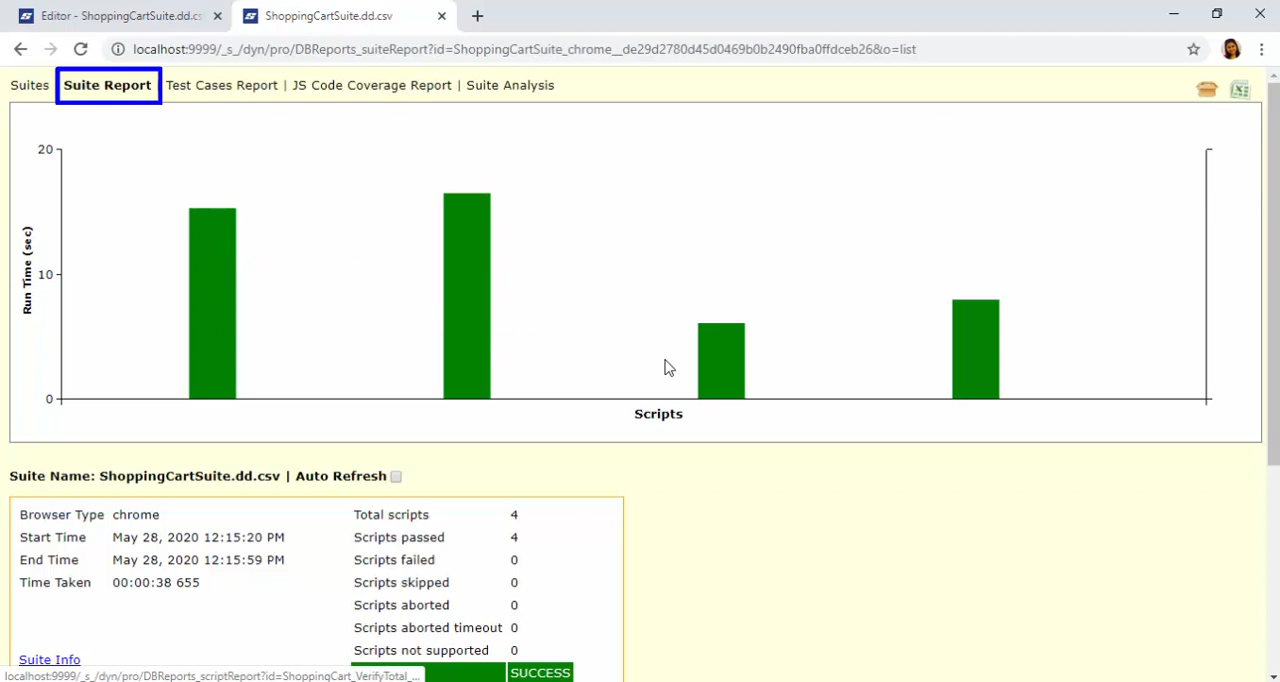 Editor - ShoppingCartSuite.dd.cs
ShoppingCartSuite.dd.csv
localhost:9999/_s_/dyn/pro/DBReports_suiteReport?id=ShoppingCartSuite_chrome__de29d2780d45d0469b0b2490fba0ffdceb26&o=list
Suites Suite Report Test Cases Report | JS Code Coverage Report | Suite Analysis
20
10
0
Run Time (sec)
Scripts
Suite Name: ShoppingCartSuite.dd.csv | Auto Refresh
Browser Type chrome
Start Time May 28, 2020 12:15:20 PM
End Time May 28, 2020 12:15:59 PM
Time Taken 00:00:38 655
Suite Info
Total scripts 4
Scripts passed 4
Scripts failed 0
Scripts skipped 0
Scripts aborted 0
Scripts aborted timeout 0
Scripts not supported 0
SUCCESS
localhost:9999/_s_/dyn/pro/DBReports_scriptReport?id=ShoppingCart_VerifyTotal_...